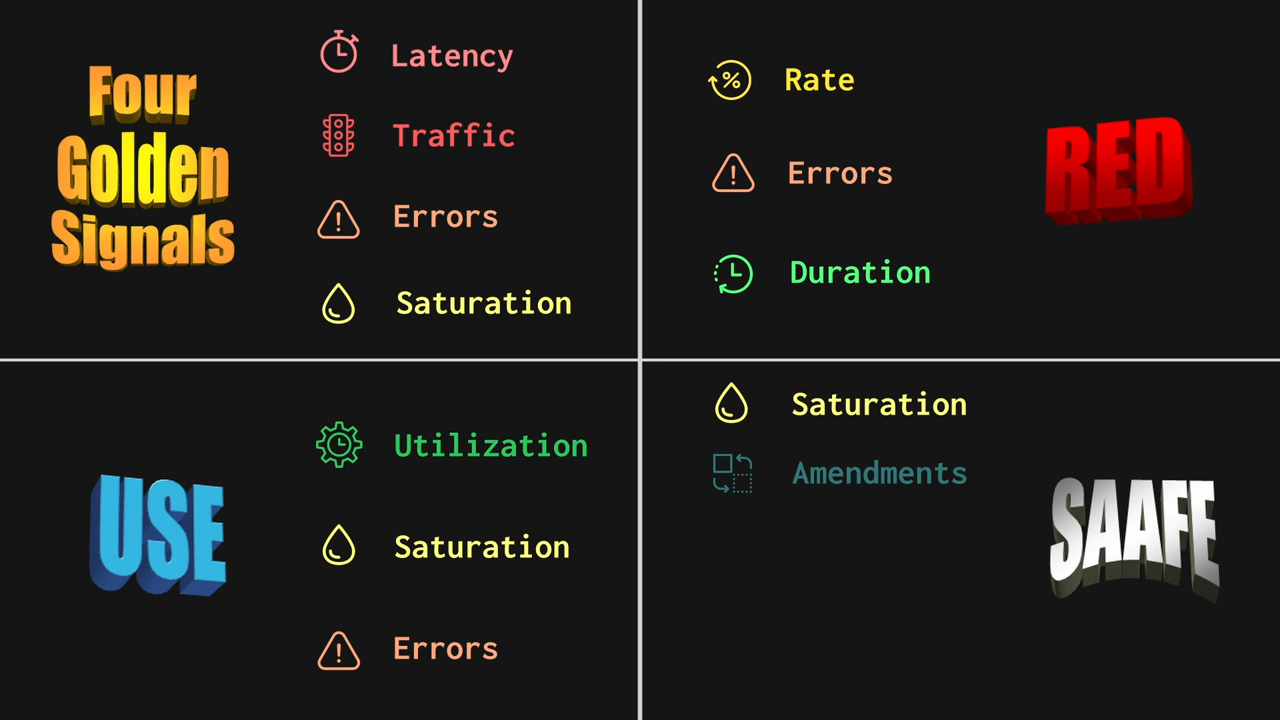 Four
Golden
Signals
Latency
Traffic
Errors
Saturation
Rate
Errors
Duration
RED
USE
Utilization
Saturation
Errors
Saturation
Amendments
SAAFE